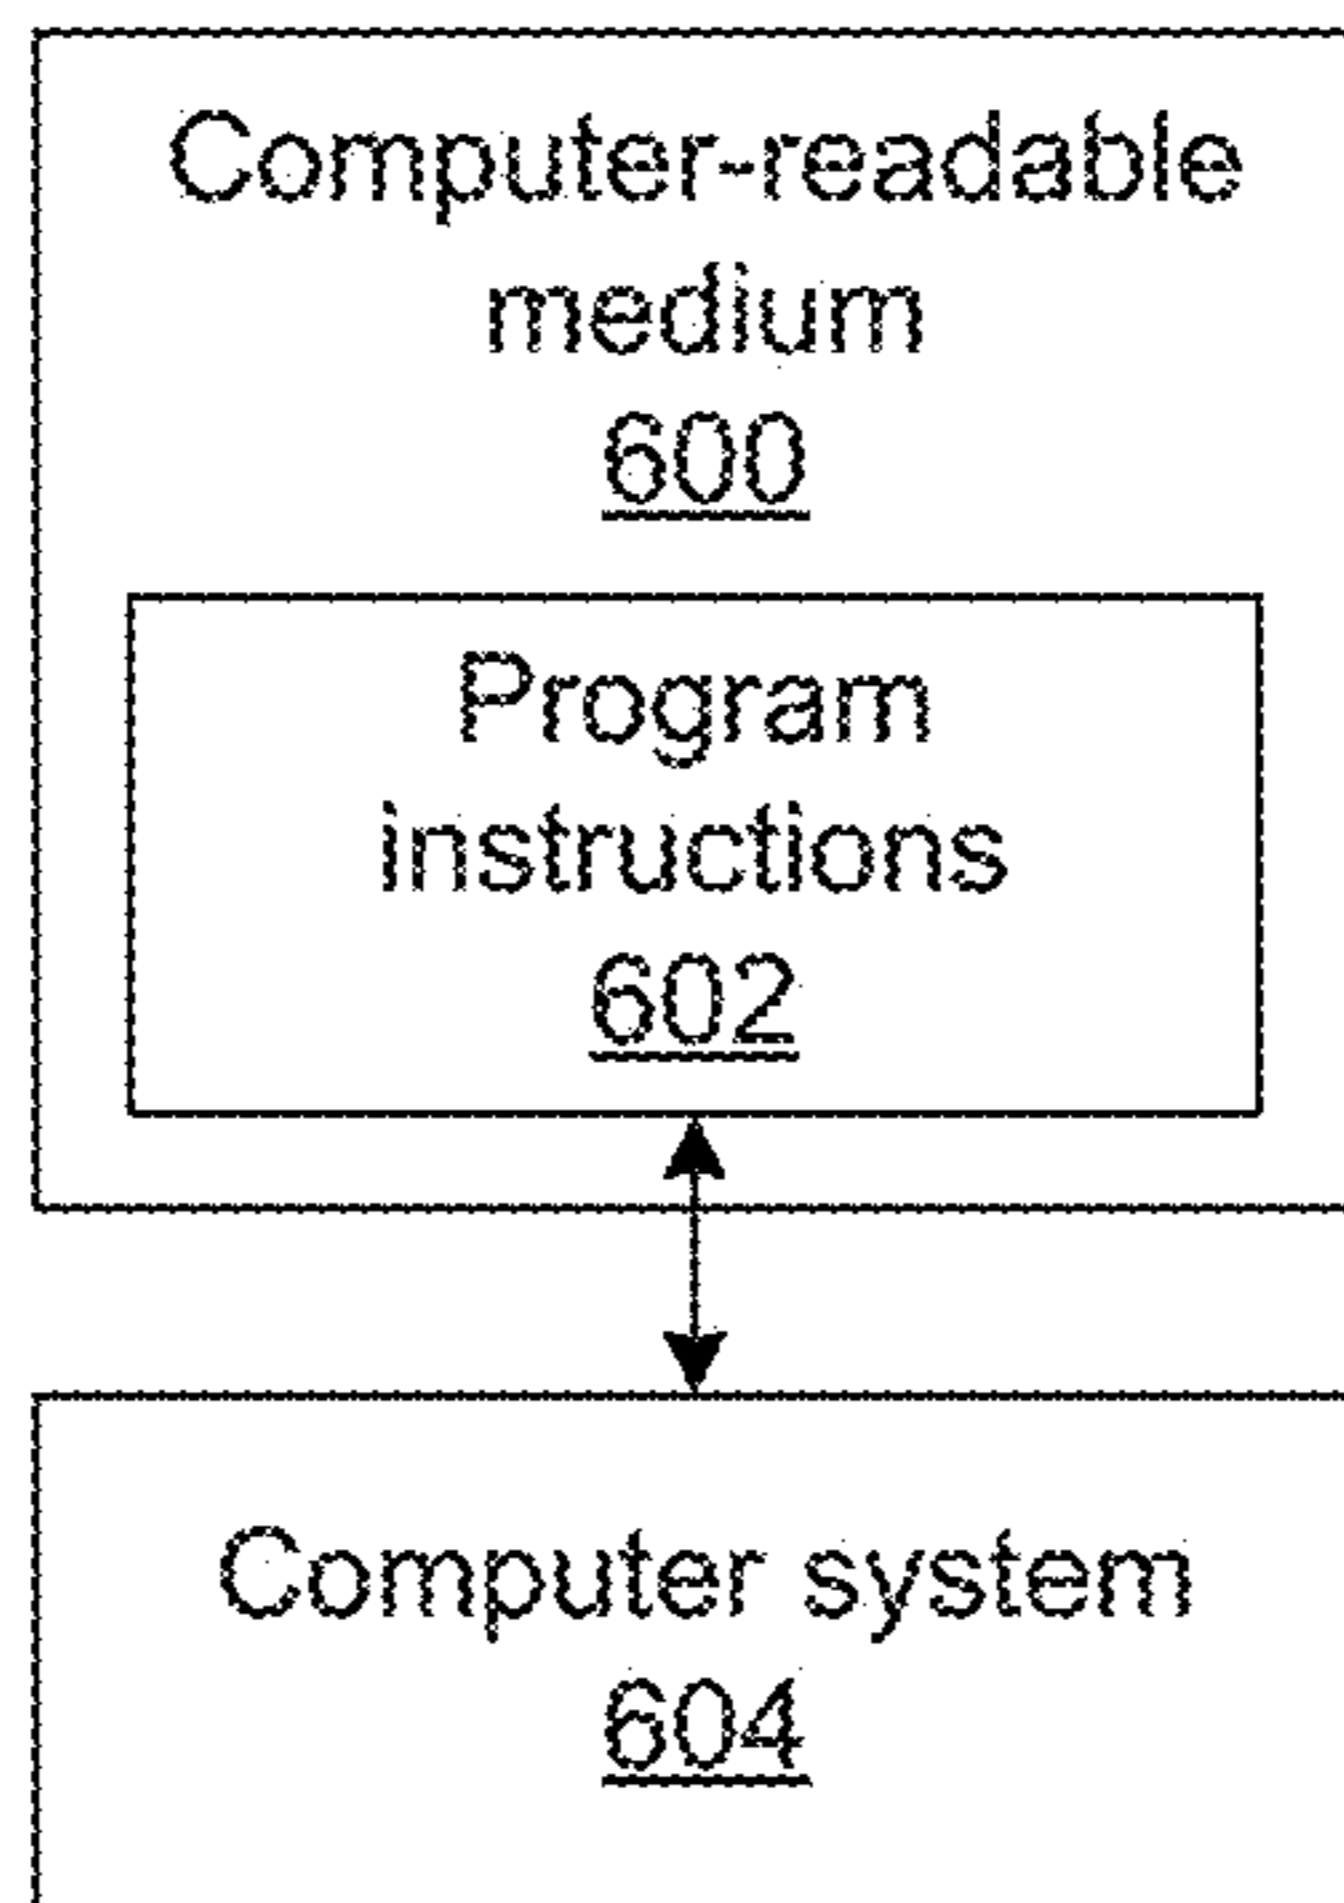 Computer-readable
medium
600
Program
instructions
602
Computer system
604